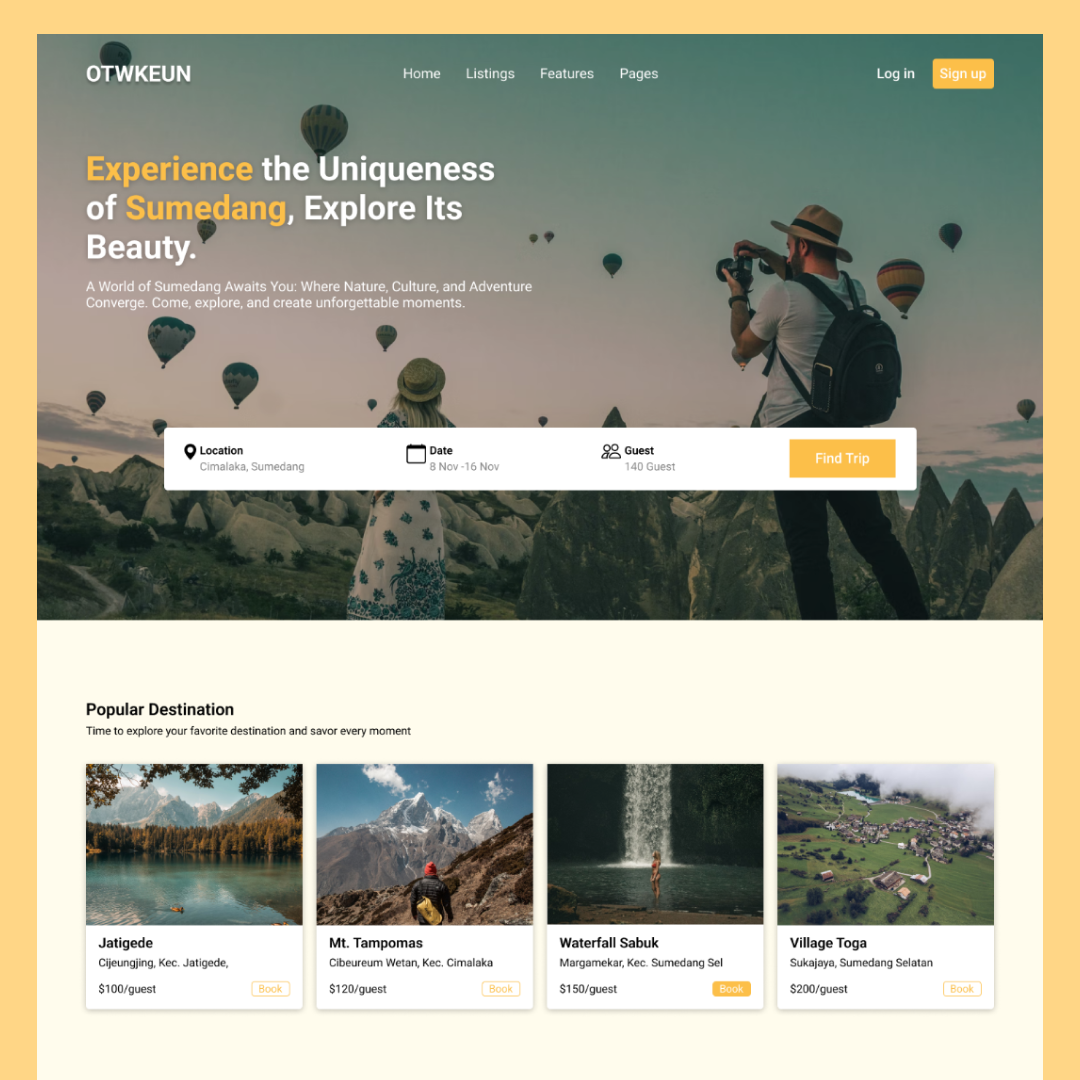 OTWKEUN
Home Listings Features Pages
Log in Sign up
Experience the Uniqueness
of Sumedang, Explore Its
Beauty.
A World of Sumedang Awaits You: Where Nature, Culture, and Adventure
Converge. Come, explore, and create unforgettable moments.
Location
Cimalaka, Sumedang
Date
8 Nov -16 Nov
Guest
140 Guest
Find Trip
Popular Destination
Time to explore your favorite destination and savor every moment
Jatigede
Cijeungjing, Kec. Jatigede,
$100/guest Book
Mt. Tampomas
Cibeureum Wetan, Kec. Cimalaka
$120/guest Book
Waterfall Sabuk
Margamekar, Kec. Sumedang Sel
$150/guest Book
Village Toga
Sukajaya, Sumedang Selatan
$200/guest Book